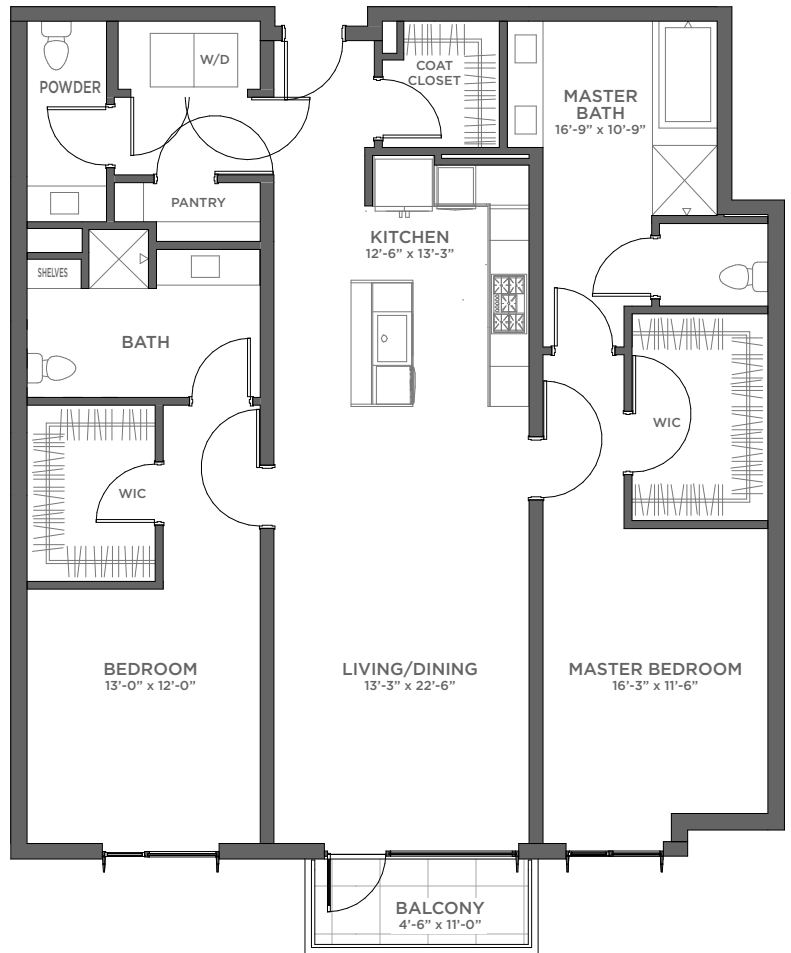 W/D
COAT
CLOSET
POWDER
MASTER
BATH
16'-9" x 10'-9"
PANTRY
KITCHEN
12'-6" x 13'-3"
SHELVES
BATH
WIC
WIC
BEDROOM
13'-0" x 12'-0"
LIVING/DINING
13'-3" x 22'-6"
MASTER BEDROOM
16'-3" x 11'-6"
BALCONY
4'-6" x 11'-0"